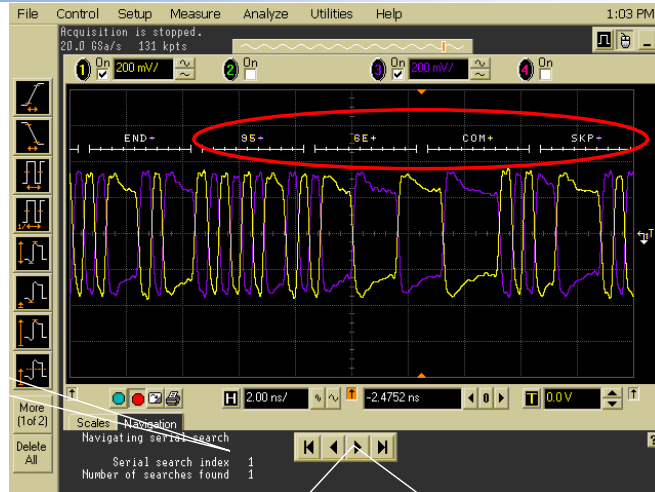 File Control Setup Measure Analyze Utilities Help 1:03 PM
Acquisition is stopped.
20.0 GSa/s 131 kpts
1 On 200 mV/ 2 On 3 On 200 mV/ 4 On
END+ 95+ 6E+ COM+ SKP-
T
More
(1of 2)
Delete
All
H 2.00 ns/ -2.4752 ns 0 T 0.0 V
Scales Navigation
Navigating serial search
Serial search index 1
Number of searches found 1
?